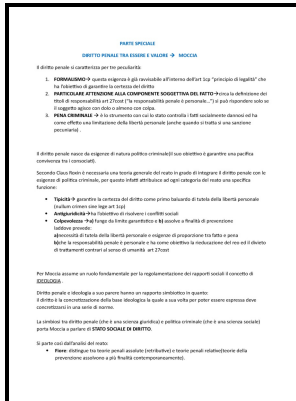 PARTE SPECIALE
DIRITTO PENALE TRA ESSERE E VALORE → MOCCIA
Il diritto penale si caratterizza per tre peculiarità:
1. FORMALISMO→ questa esigenza è già ravvisabile all'interno dell'art 1cp "principio di legalità" che
ha l'obiettivo di garantire la certezza del diritto
2. PARTICOLARE ATTENZIONE ALLA COMPONENTE SOGGETTIVA DEL FATTO→circa la definizione dei
titoli di responsabilità art 27cost ("la responsabilità penale è personale…") si può rispondere solo se
il soggetto agisce con dolo o almeno con colpa.
3. PENA CRIMINALE → è lo strumento con cui lo stato controlla i fatti socialmente dannosi ed ha
come effetto una limitazione della libertà personale (anche quando si tratta di una sanzione
pecuniaria) .
Il diritto penale nasce da esigenze di natura politico criminale(il suo obiettivo è garantire una pacifica
convivenza tra i consociati).
Secondo Claus Roxin è necessaria una teoria generale del reato in grado di integrare il diritto penale con le
esigenze di politica criminale, per questo infatti attribuisce ad ogni categoria del reato una specifica
funzione:
• Tipicità→ garantire la certezza del diritto come primo baluardo di tutela della libertà personale
(nullum crimen sine lege art 1cp)
• Antigiuridicità→ha l'obiettivo di risolvere i conflitti sociali
• Colpevolezza →a) funge da limite garantistico e b) assolve a finalità di prevenzione
laddove prevede:
a)necessità di tutela della libertà personale e esigenze di proporzione tra fatto e pena
b)che la responsabilità penale è personale e ha come obiettivo la rieducazione del reo ed il divieto
di trattamenti contrari al senso di umanità art 27cost
Per Moccia assume un ruolo fondamentale per la regolamentazione dei rapporti sociali il concetto di
IDEOLOGIA .
Diritto penale e ideologia a suo parere hanno un rapporto simbiotico in quanto:
il diritto è la concretizzazione della base ideologica la quale a sua volta per poter essere espressa deve
concretizzarsi in una serie di norme.
La simbiosi tra diritto penale (che è una scienza giuridica) e politica criminale (che è una scienza sociale)
porta Moccia a parlare di STATO SOCIALE DI DIRITTO.
Si parte così dall'analisi del reato:
• Fiore: distingue tra teorie penali assolute (retributive) e teorie penali relative(teorie della
prevenzione assolvono a più finalità contemporaneamente).